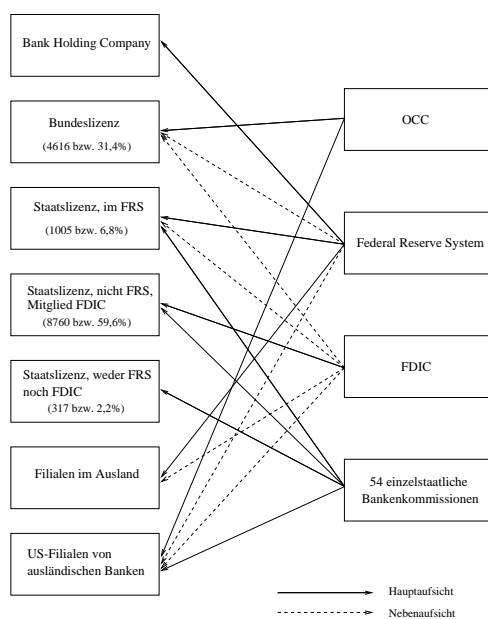 Bank Holding Company
Bundeslizenz
(4616 bzw. 31,4%)
Staatslizenz, im FRS
(1005 bzw. 6,8%)
Staatslizenz, nicht FRS,
Mitglied FDIC
(8760 bzw. 59,6%)
Staatslizenz, weder FRS
noch FDIC
(317 bzw. 2,2%)
Filialen im Ausland
US-Filialen von
ausländischen Banken
OCC
Federal Reserve System
FDIC
54 einzelstaatliche
Bankenkommissionen
Hauptaufsicht
Nebenaufsicht